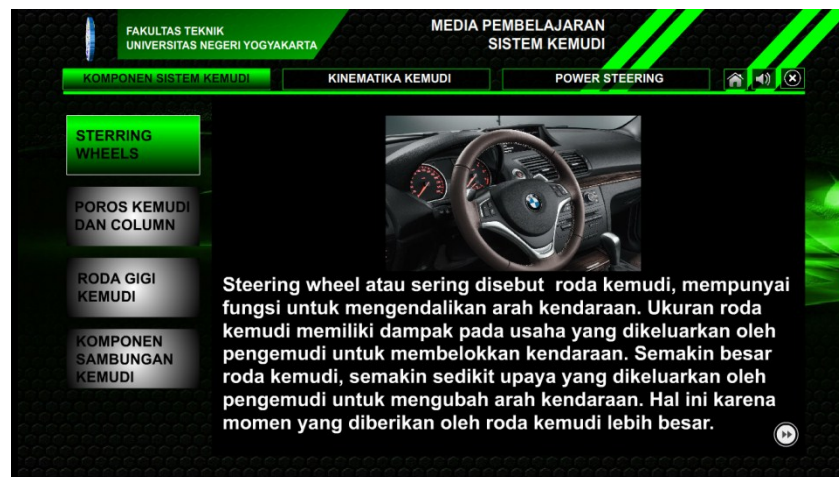 FAKULTAS TEKNIK
UNIVERSITAS NEGERI YOGYAKARTA
MEDIA PEMBELAJARAN
SISTEM KEMUDI
KOMPONEN SISTEM KEMUDI
KINEMATIKA KEMUDI
POWER STEERING
STERRING
WHEELS
POROS KEMUDI
DAN COLUMN
RODA GIGI
KEMUDI
KOMPONEN
SAMBUNGAN
KEMUDI
Steering wheel atau sering disebut roda kemudi, mempunyai
fungsi untuk mengendalikan arah kendaraan. Ukuran roda
kemudi memiliki dampak pada usaha yang dikeluarkan oleh
pengemudi untuk membelokkan kendaraan. Semakin besar
roda kemudi, semakin sedikit upaya yang dikeluarkan oleh
pengemudi untuk mengubah arah kendaraan. Hal ini karena
momen yang diberikan oleh roda kemudi lebih besar.